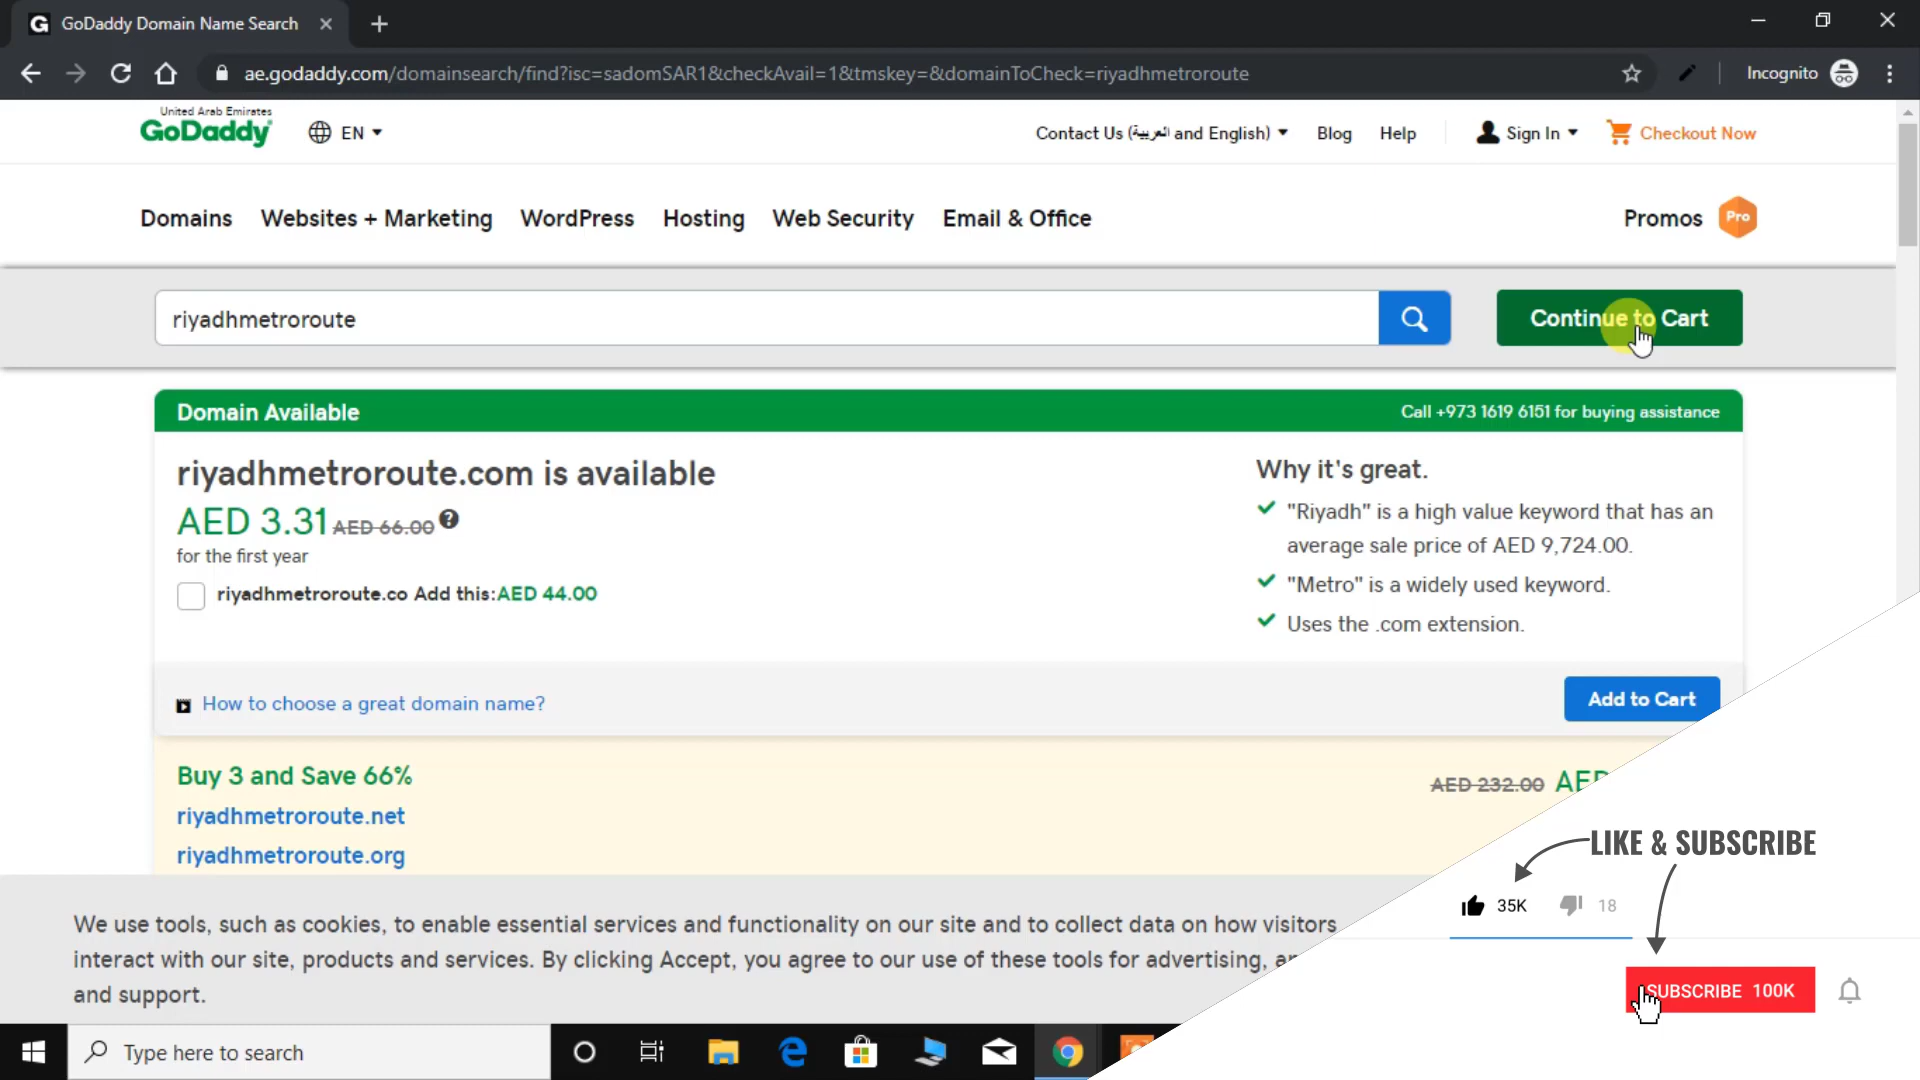 GoDaddy Domain Name Search
ae.godaddy.com/domainsearch/find?isc=sadomSAR1&checkAvail=1&tmskey=&domainToCheck=riyadhmetroroute
Incognito
United Arab Emirates
GoDaddy
EN
Contact Us (العربية and English)
Blog
Help
Sign In
Checkout Now
Domains
Websites + Marketing
WordPress
Hosting
Web Security
Email & Office
Promos
Pro
riyadhmetroroute
Continue to Cart
Domain Available
Call +973 1619 6151 for buying assistance
riyadhmetroroute.com is available
AED 3.31 AED 66.00 ?
for the first year
riyadhmetroroute.co Add this:AED 44.00
Why it's great.
"Riyadh" is a high value keyword that has an
average sale price of AED 9,724.00.
"Metro" is a widely used keyword.
Uses the .com extension.
How to choose a great domain name?
Add to Cart
Buy 3 and Save 66%
AED 232.00 AED
riyadhmetroroute.net
riyadhmetroroute.org
We use tools, such as cookies, to enable essential services and functionality on our site and to collect data on how visitors
interact with our site, products and services. By clicking Accept, you agree to our use of these tools for advertising,
and support.
LIKE & SUBSCRIBE
35K
18
SUBSCRIBE 100K
Type here to search